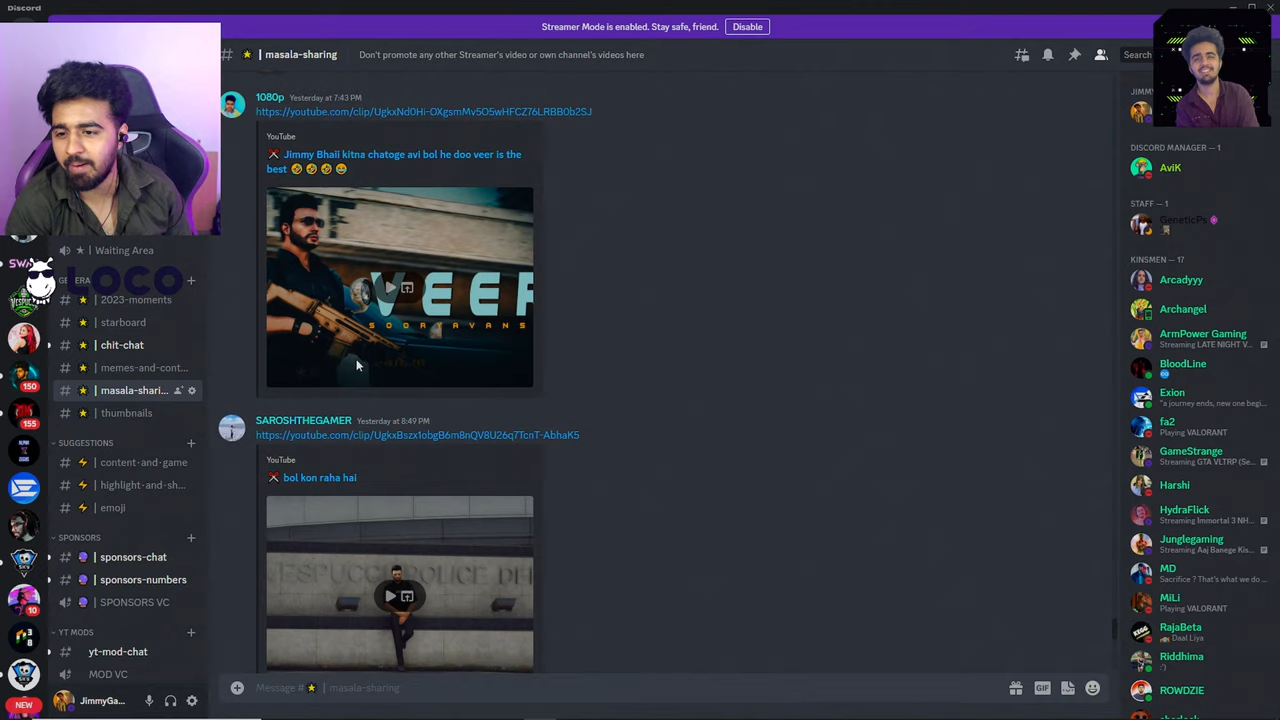 Discord
Streamer Mode is enabled. Stay safe, friend.
Disable
| masala-sharing
Don't promote any other Streamer's video or own channel's videos here
Search
1080p Yesterday at 7:43 PM
https://youtube.com/clip/UgkxNd0Hi-OXgsmMv5O5wHFCZ76LRBB0b2SJ
YouTube
Jimmy Bhaii kitna chatoge avi bol he doo veer is the
best 🤣 🤣 🤣 😂
VEER
SOORYAVANS
SAROSHTHEGAMER Yesterday at 8:49 PM
https://youtube.com/clip/UgkxBszx1obgB6m8nQV8U26q7TcnT-AbhaK5
YouTube
bol kon raha hai
Message # | masala-sharing
GIF
★ | Waiting Area
LOCO
| 2023-moments
| starboard
| chit-chat
| memes-and-cont...
| masala-shari...
| thumbnails
SUGGESTIONS
| content-and-game
| highlight-and-sh...
| emoji
SPONSORS
| sponsors-chat
| sponsors-numbers
| SPONSORS VC
YT MODS
yt-mod-chat
MOD VC
JimmyGa...
150
155
10
NEW
DISCORD MANAGER — 1
AviK
STAFF — 1
GeneticPs
KINSMEN — 17
Arcadyyy
Archangel
ArmPower Gaming
Streaming LATE NIGHT V...
BloodLine
Exion
"a journey ends, new one begi...
fa2
Playing VALORANT
GameStrange
Streaming GTA VLTRP (Se...
Harshi
HydraFlick
Streaming Immortal 3 NH...
Junglegaming
Streaming Aaj Banege Kis...
MD
Sacrifice ? That's what we do ...
MiLi
Playing VALORANT
RajaBeta
Daal Liya
Riddhima
:')
ROWDZIE